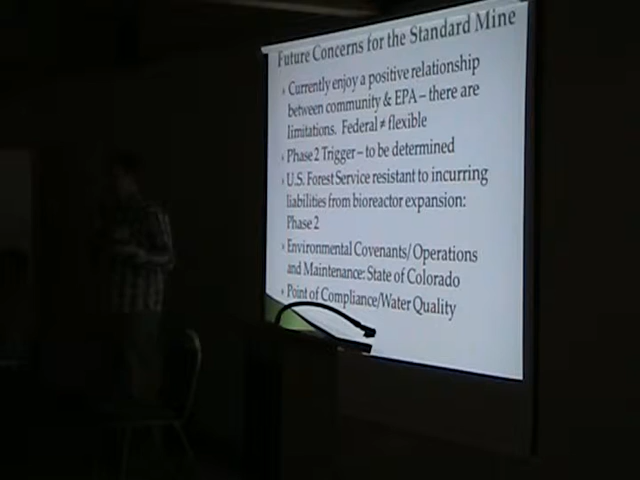 Future Concerns for the Standard Mine
Currently enjoy a positive relationship
between community & EPA – there are
limitations. Federal ≠ flexible
Phase 2 Trigger – to be determined
U.S. Forest Service resistant to incurring
liabilities from bioreactor expansion:
Phase 2
Environmental Covenants/Operations
and Maintenance: State of Colorado
Point of Compliance/Water Quality